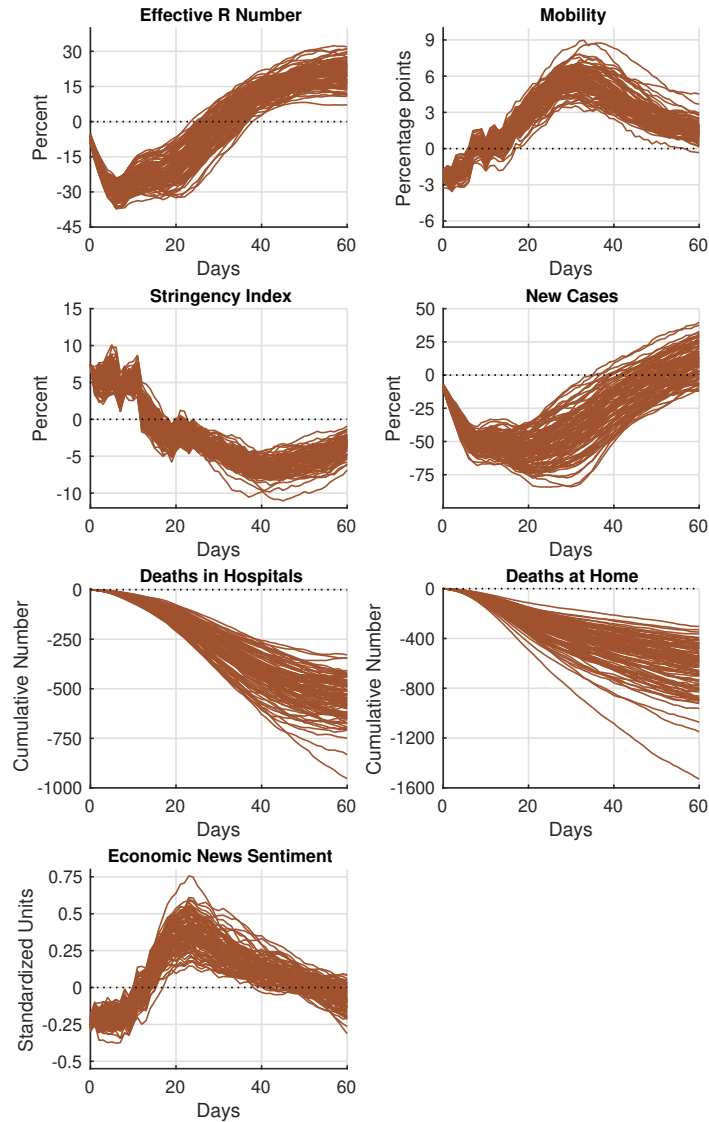 Effective R Number
30
15
0
-15
-30
-45
Percent
0 20 40 60
Days
Mobility
9
6
3
0
-3
-6
Percentage points
0 20 40 60
Days
Stringency Index
15
10
5
0
-5
-10
Percent
0 20 40 60
Days
New Cases
50
25
0
-25
-50
-75
Percent
0 20 40 60
Days
Deaths in Hospitals
0
-250
-500
-750
-1000
Cumulative Number
0 20 40 60
Days
Deaths at Home
0
-400
-800
-1200
-1600
Cumulative Number
0 20 40 60
Days
Economic News Sentiment
0.75
0.5
0.25
0
-0.25
-0.5
Standardized Units
0 20 40 60
Days